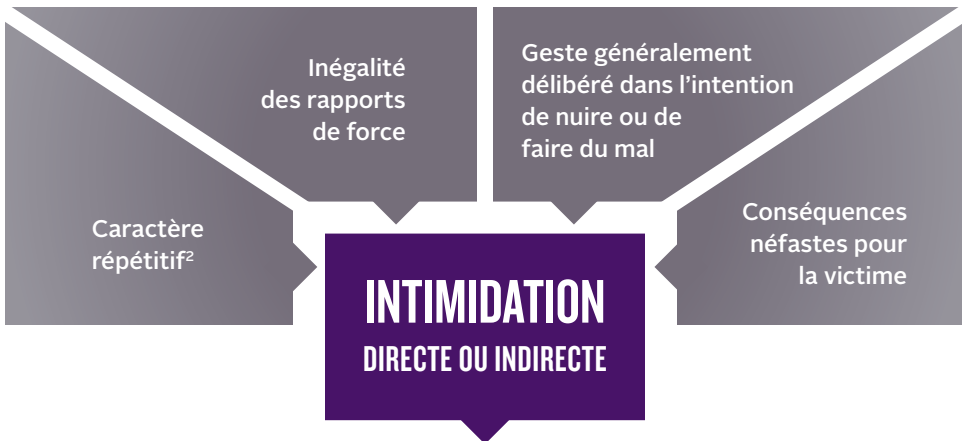 Inégalité
des rapports
de force
Geste généralement
délibéré dans l’intention
de nuire ou de
faire du mal
Caractère
répétitif²
Conséquences
néfastes pour
la victime
INTIMIDATION
DIRECTE OU INDIRECTE